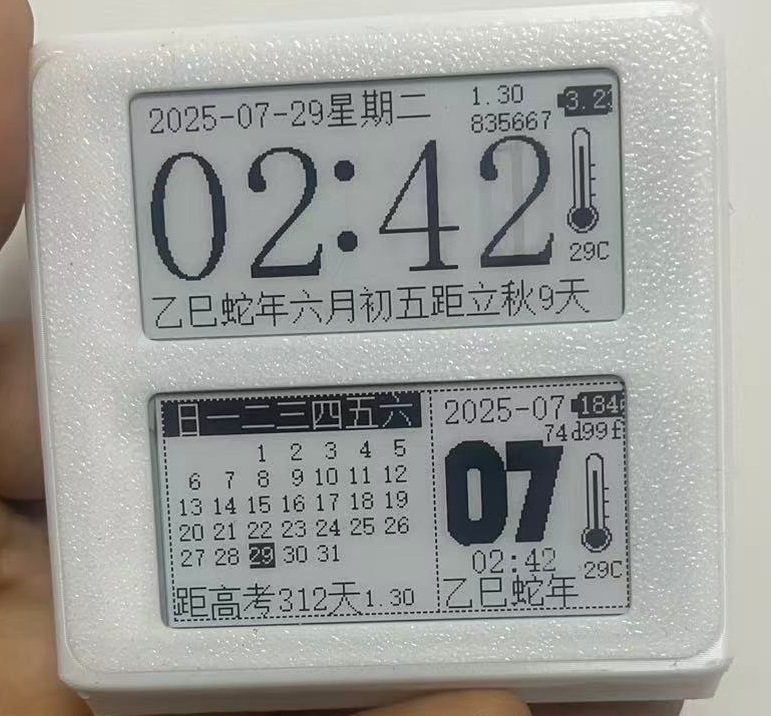 2025-07-29星期二 1.30 3.2
835667
02:42
29C
乙巳蛇年六月初五距立秋9天
日一二三四五六
1 2 3 4 5
6 7 8 9 10 11 12
13 14 15 16 17 18 19
20 21 22 23 24 25 26
27 28 29 30 31
距高考312天1.30
2025-07 184
74d99f
07
02:42
29C
乙巳蛇年